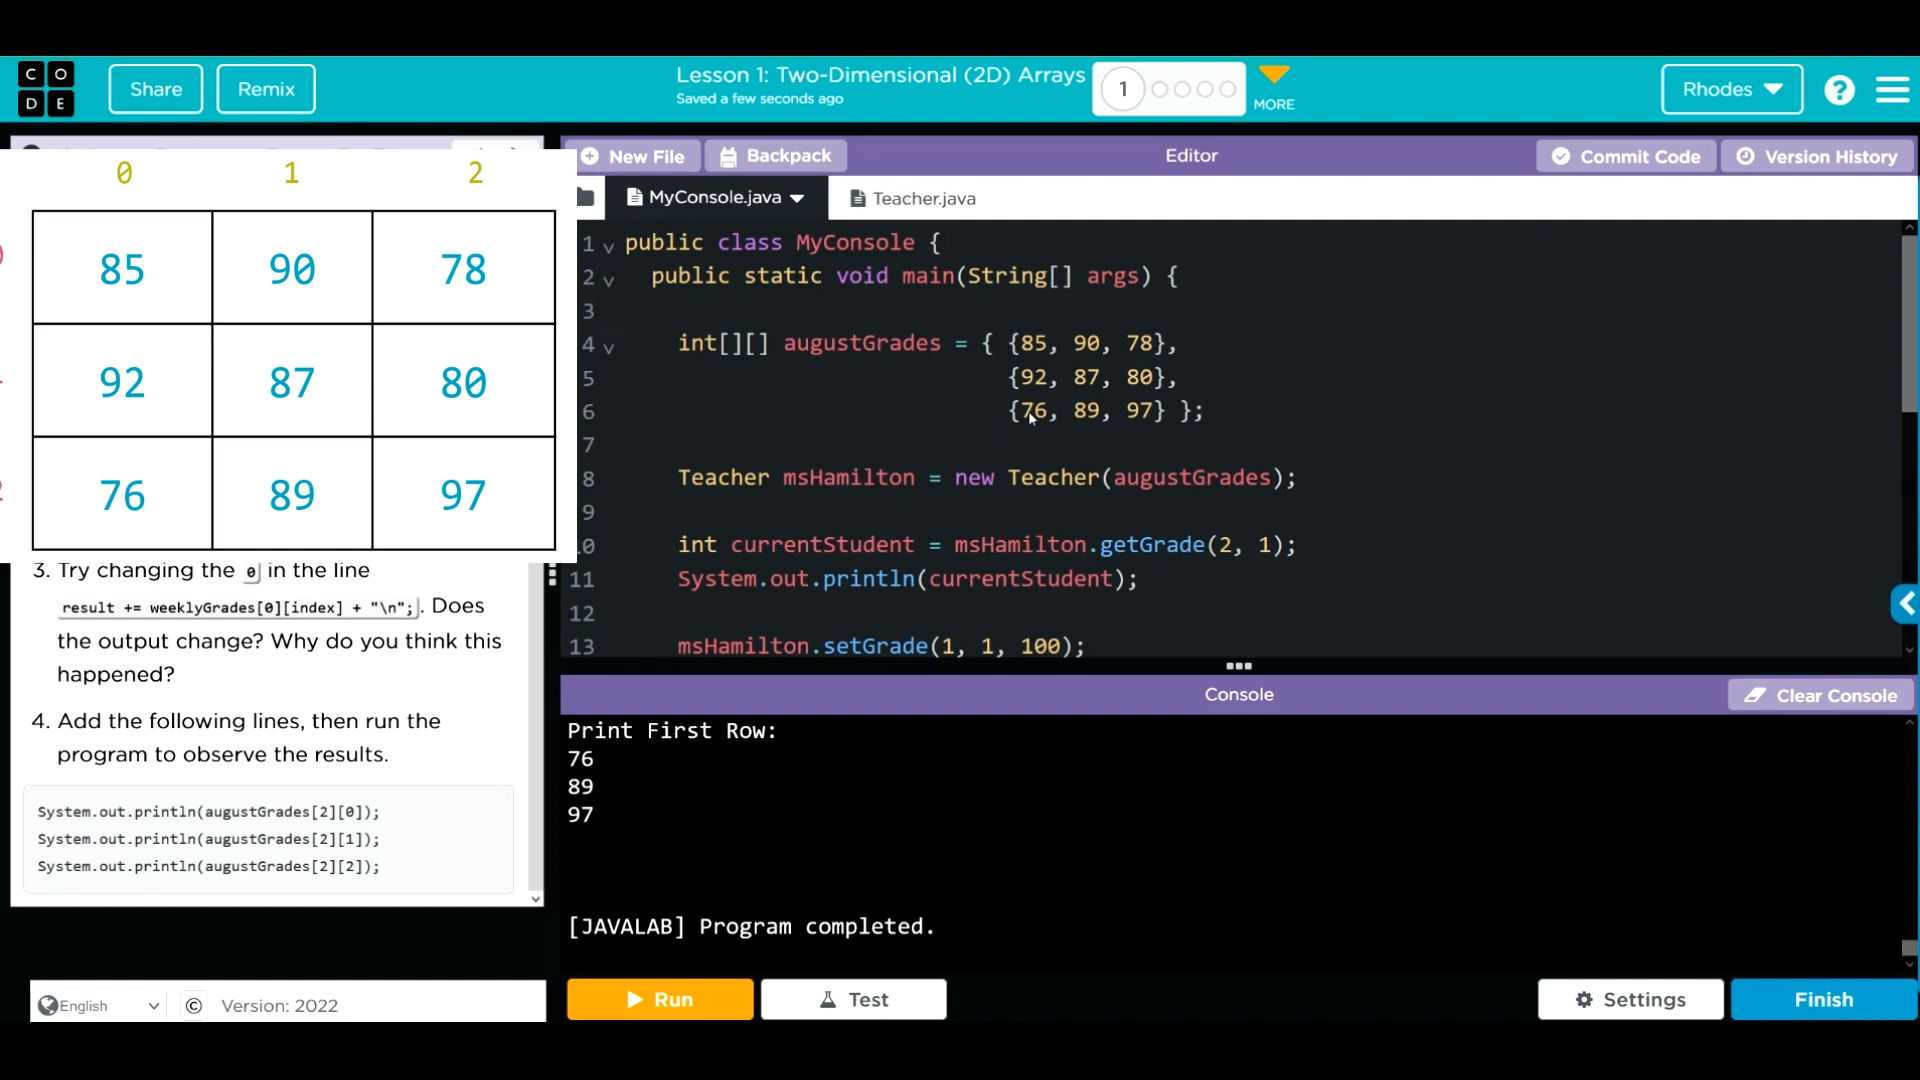 C O
D E
Share
Remix
Lesson 1: Two-Dimensional (2D) Arrays
Saved a few seconds ago
1
MORE
Rhodes
?
New File
Backpack
Editor
Commit Code
Version History
MyConsole.java
Teacher.java
0 1 2
85 90 78
92 87 80
76 89 97
3. Try changing the 0 in the line
result += weeklyGrades[0][index] + "\n"; . Does
the output change? Why do you think this
happened?
4. Add the following lines, then run the
program to observe the results.
System.out.println(augustGrades[2][0]);
System.out.println(augustGrades[2][1]);
System.out.println(augustGrades[2][2]);
English
© Version: 2022
1 public class MyConsole {
2 public static void main(String[] args) {
3
4 int[][] augustGrades = { {85, 90, 78},
5 {92, 87, 80},
6 {76, 89, 97} };
7
8 Teacher msHamilton = new Teacher(augustGrades);
9
0 int currentStudent = msHamilton.getGrade(2, 1);
11 System.out.println(currentStudent);
12
13 msHamilton.setGrade(1, 1, 100);
Console
Clear Console
Print First Row:
76
89
97
[JAVALAB] Program completed.
Run
Test
Settings
Finish